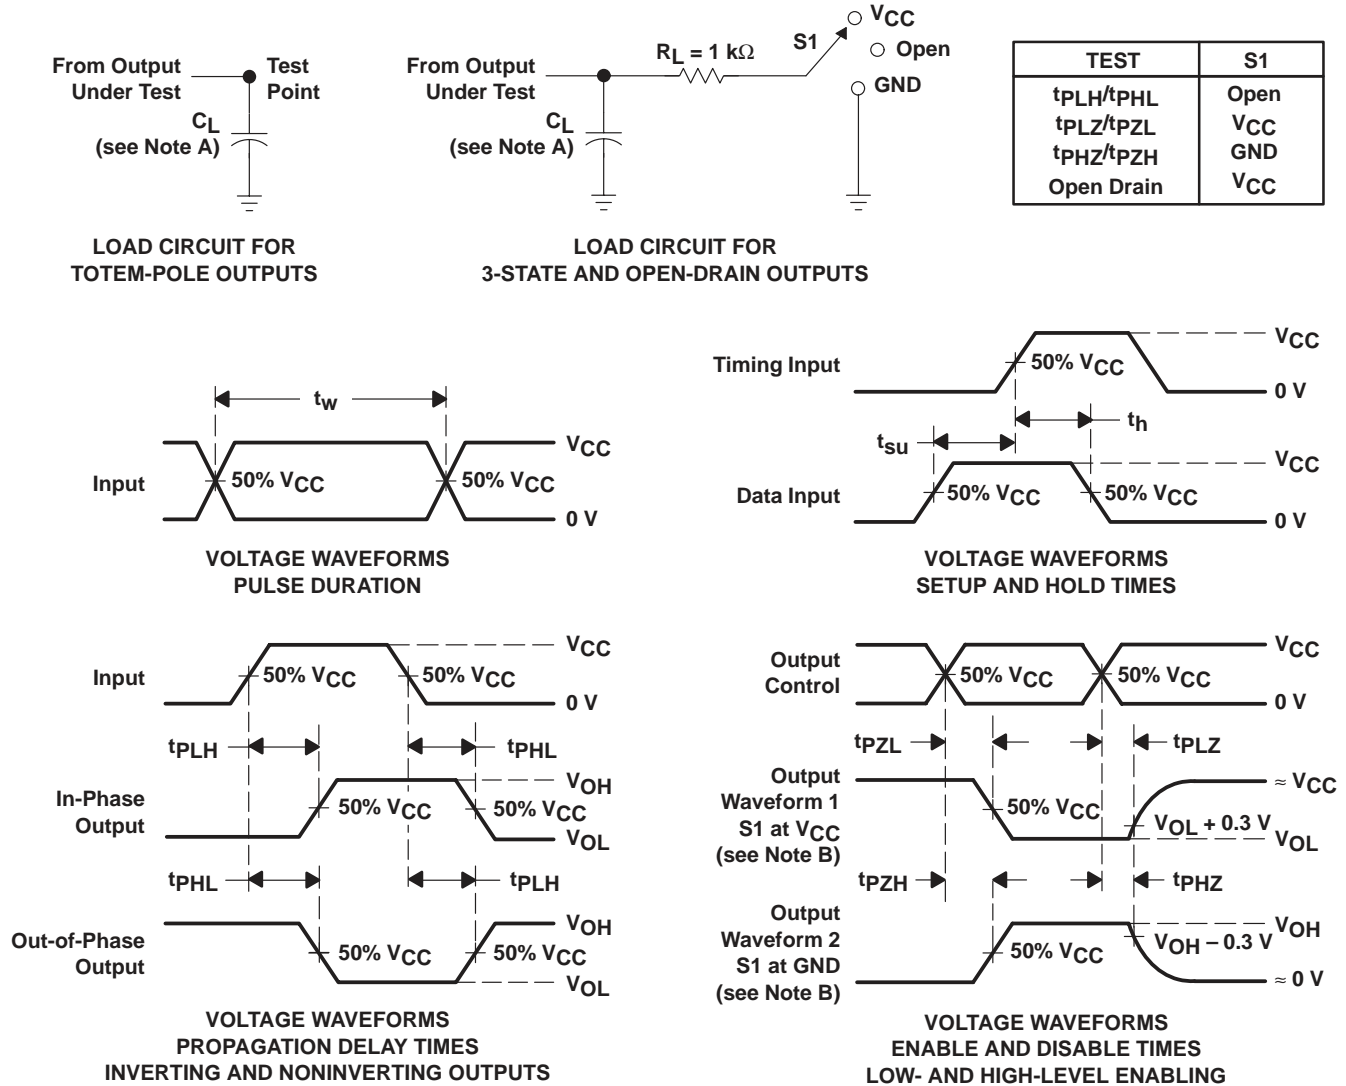 From Output
Under Test
Test
Point
CL
(see Note A)
LOAD CIRCUIT FOR
TOTEM-POLE OUTPUTS
From Output
Under Test
RL = 1 kΩ
S1
VCC
Open
GND
CL
(see Note A)
LOAD CIRCUIT FOR
3-STATE AND OPEN-DRAIN OUTPUTS
TEST S1
tPLH/tPHL Open
tPLZ/tPZL VCC
tPHZ/tPZH GND
Open Drain VCC
tw
Input
50% VCC
50% VCC
VCC
0 V
VOLTAGE WAVEFORMS
PULSE DURATION
Timing Input
50% VCC
VCC
0 V
tsu
th
Data Input
50% VCC
50% VCC
VCC
0 V
VOLTAGE WAVEFORMS
SETUP AND HOLD TIMES
Input
50% VCC
50% VCC
VCC
0 V
tPLH
tPHL
In-Phase
Output
50% VCC
50% VCC
VOH
VOL
tPHL
tPLH
Out-of-Phase
Output
50% VCC
50% VCC
VOH
VOL
VOLTAGE WAVEFORMS
PROPAGATION DELAY TIMES
INVERTING AND NONINVERTING OUTPUTS
Output
Control
50% VCC
50% VCC
VCC
0 V
tPZL
tPLZ
Output
Waveform 1
S1 at VCC
(see Note B)
50% VCC
VOL + 0.3 V
≈ VCC
VOL
tPZH
tPHZ
Output
Waveform 2
S1 at GND
(see Note B)
50% VCC
VOH – 0.3 V
VOH
≈ 0 V
VOLTAGE WAVEFORMS
ENABLE AND DISABLE TIMES
LOW- AND HIGH-LEVEL ENABLING